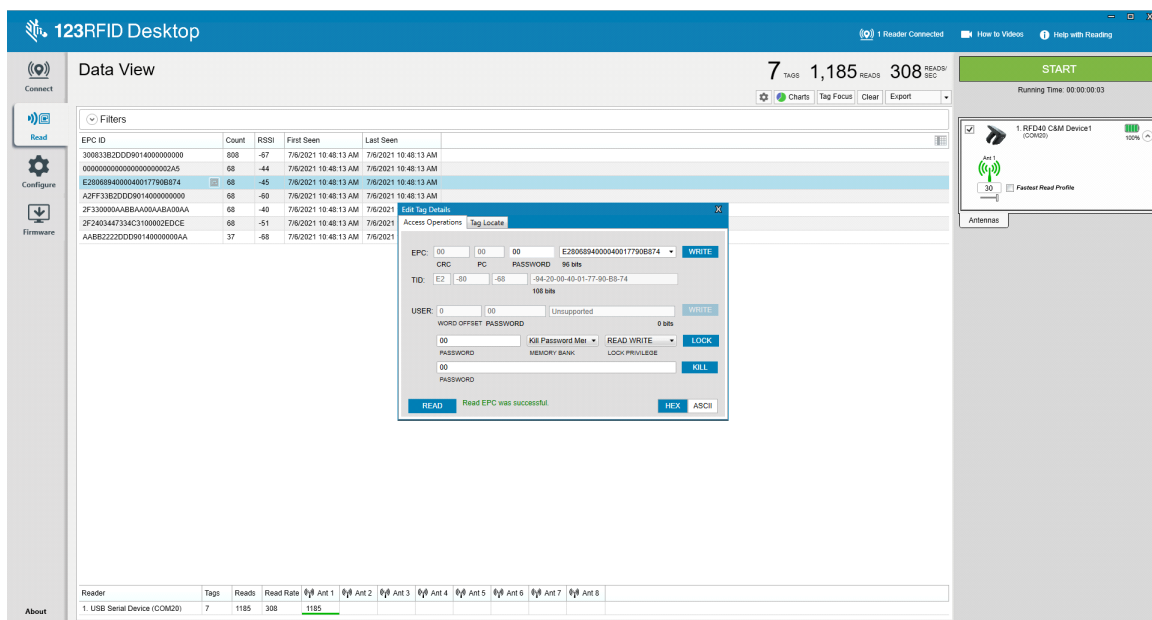 123RFID Desktop
1 Reader Connected How to Videos Help with Reading
Connect
Read
Configure
Firmware
About
Data View
7 TAGS 1,185 READS 308 READS/SEC
Charts Tag Focus Clear Export
Filters
EPC ID Count RSSI First Seen Last Seen
300833B2DDD9014000000000 808 -67 7/6/2021 10:48:13 AM 7/6/2021 10:48:13 AM
0000000000000000000002A5 68 -44 7/6/2021 10:48:13 AM 7/6/2021 10:48:13 AM
E2806894000040017790B874 68 -45 7/6/2021 10:48:13 AM 7/6/2021 10:48:13 AM
A2FF33B2DDD9014000000000 68 -60 7/6/2021 10:48:13 AM 7/6/2021 10:48:13 AM
2F330000AABBAA00AABA00AA 68 -40 7/6/2021 10:48:13 AM 7/6/2021
2F2403447334C3100002EDCE 68 -51 7/6/2021 10:48:13 AM 7/6/2021
AABB2222DDD90140000000AA 37 -68 7/6/2021 10:48:13 AM 7/6/2021
Edit Tag Details X
Access Operations Tag Locate
EPC: 00 00 00 E2806894000040017790B874 WRITE
CRC PC PASSWORD 96 bits
TID: E2 -80 -68 -94-20-00-40-01-77-90-B8-74
108 bits
USER: 0 00 Unsupported WRITE
WORD OFFSET PASSWORD 0 bits
00 Kill Password Mer READ WRITE LOCK
PASSWORD MEMORY BANK LOCK PRIVILEGE
00 KILL
PASSWORD
READ Read EPC was successful. HEX ASCII
START
Running Time: 00:00:00:03
1. RFD40 C&M Device1
(COM20)
100%
Ant 1
30 Fastest Read Profile
Antennas
Reader Tags Reads Read Rate Ant 1 Ant 2 Ant 3 Ant 4 Ant 5 Ant 6 Ant 7 Ant 8
1. USB Serial Device (COM20) 7 1185 308 1185